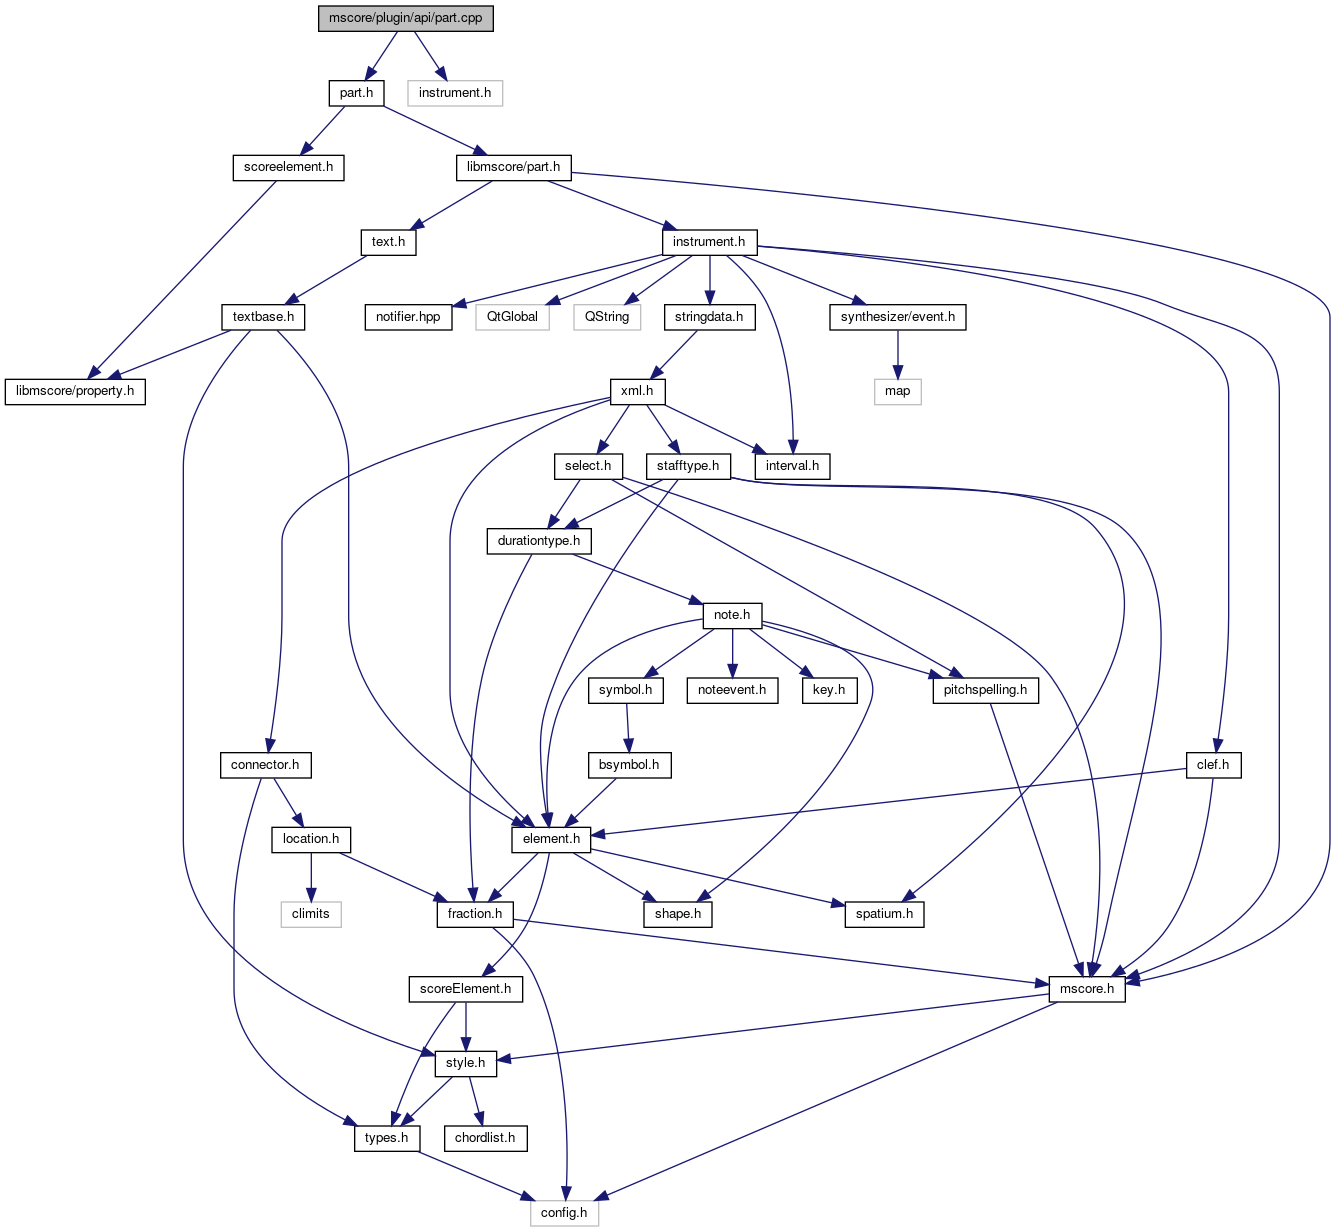 mscore/plugin/api/part.cpp
part.h
instrument.h
scoreelement.h
libmscore/part.h
text.h
instrument.h
textbase.h
notifier.hpp
QtGlobal
QString
stringdata.h
synthesizer/event.h
libmscore/property.h
xml.h
map
select.h
stafftype.h
interval.h
durationtype.h
note.h
symbol.h
noteevent.h
key.h
pitchspelling.h
connector.h
bsymbol.h
clef.h
location.h
element.h
climits
fraction.h
shape.h
spatium.h
scoreElement.h
mscore.h
style.h
types.h
chordlist.h
config.h